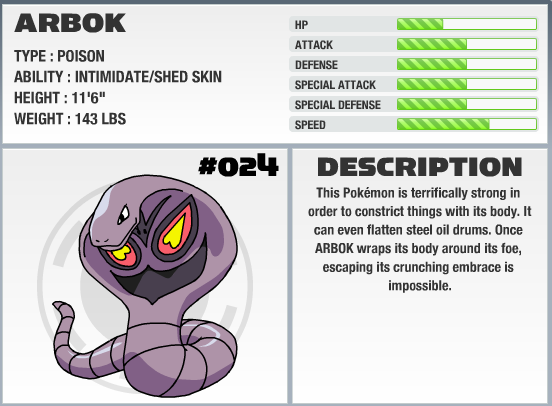 ARBOK
TYPE : POISON
ABILITY : INTIMIDATE/SHED SKIN
HEIGHT : 11'6"
WEIGHT : 143 LBS
HP
ATTACK
DEFENSE
SPECIAL ATTACK
SPECIAL DEFENSE
SPEED
#024
DESCRIPTION
This Pokémon is terrifically strong in
order to constrict things with its body. It
can even flatten steel oil drums. Once
ARBOK wraps its body around its foe,
escaping its crunching embrace is
impossible.